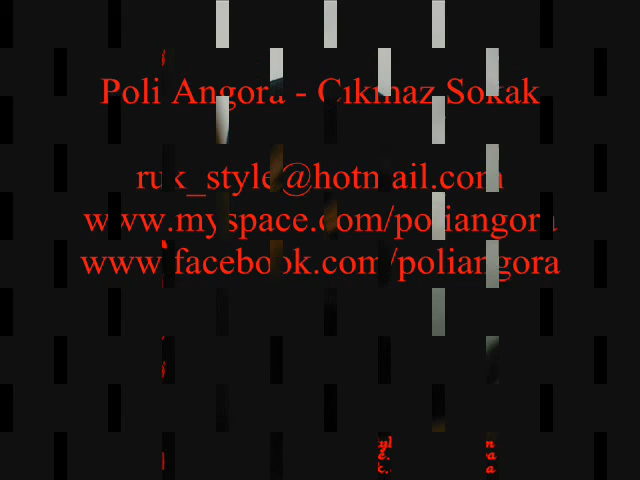 Poli Angora - Cıkmaz Sokak
ruk_style@hotmail.com
www.myspace.com/poliangora
www.facebook.com/poliangora